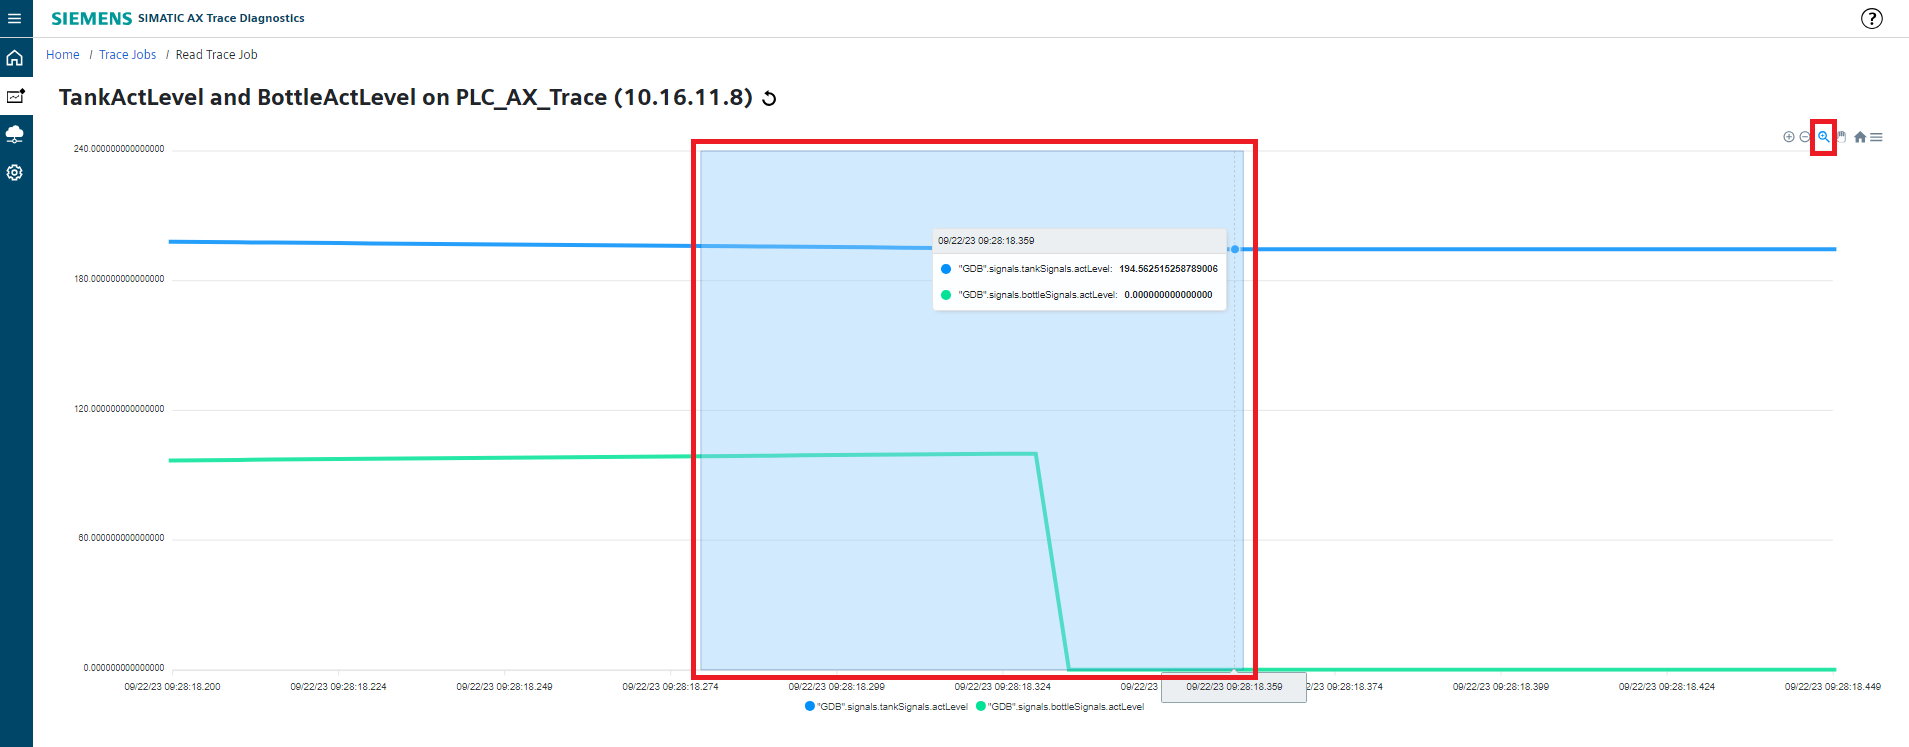 SIEMENS SIMATIC AX Trace Diagnostics
?
Home / Trace Jobs / Read Trace Job
TankActLevel and BottleActLevel on PLC_AX_Trace (10.16.11.8)
240.000000000000000
180.000000000000000
120.000000000000000
60.000000000000000
0.000000000000000
09/22/23 09:28:18.359
"GDB".signals.tankSignals.actLevel: 194.562515258789006
"GDB".signals.bottleSignals.actLevel: 0.000000000000000
09/22/23 09:28:18.200
09/22/23 09:28:18.224
09/22/23 09:28:18.249
09/22/23 09:28:18.274
09/22/23 09:28:18.299
09/22/23 09:28:18.324
09/22/23
09/22/23 09:28:18.359
2/23 09:28:18.374
09/22/23 09:28:18.399
09/22/23 09:28:18.424
09/22/23 09:28:18.449
"GDB".signals.tankSignals.actLevel
"GDB".signals.bottleSignals.actLevel